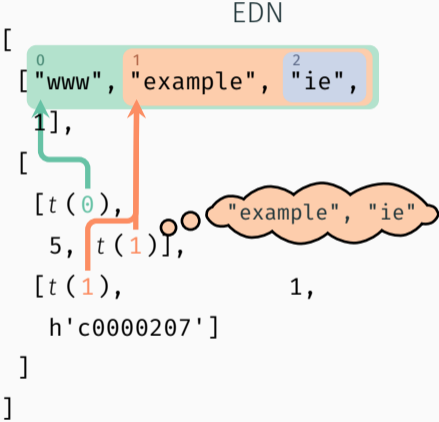 EDN
[
0 1 2
["www", "example", "ie",
1],
[
[t(0),
"example", "ie"
5, t(1)],
[t(1), 1,
h'c0000207']
]
]